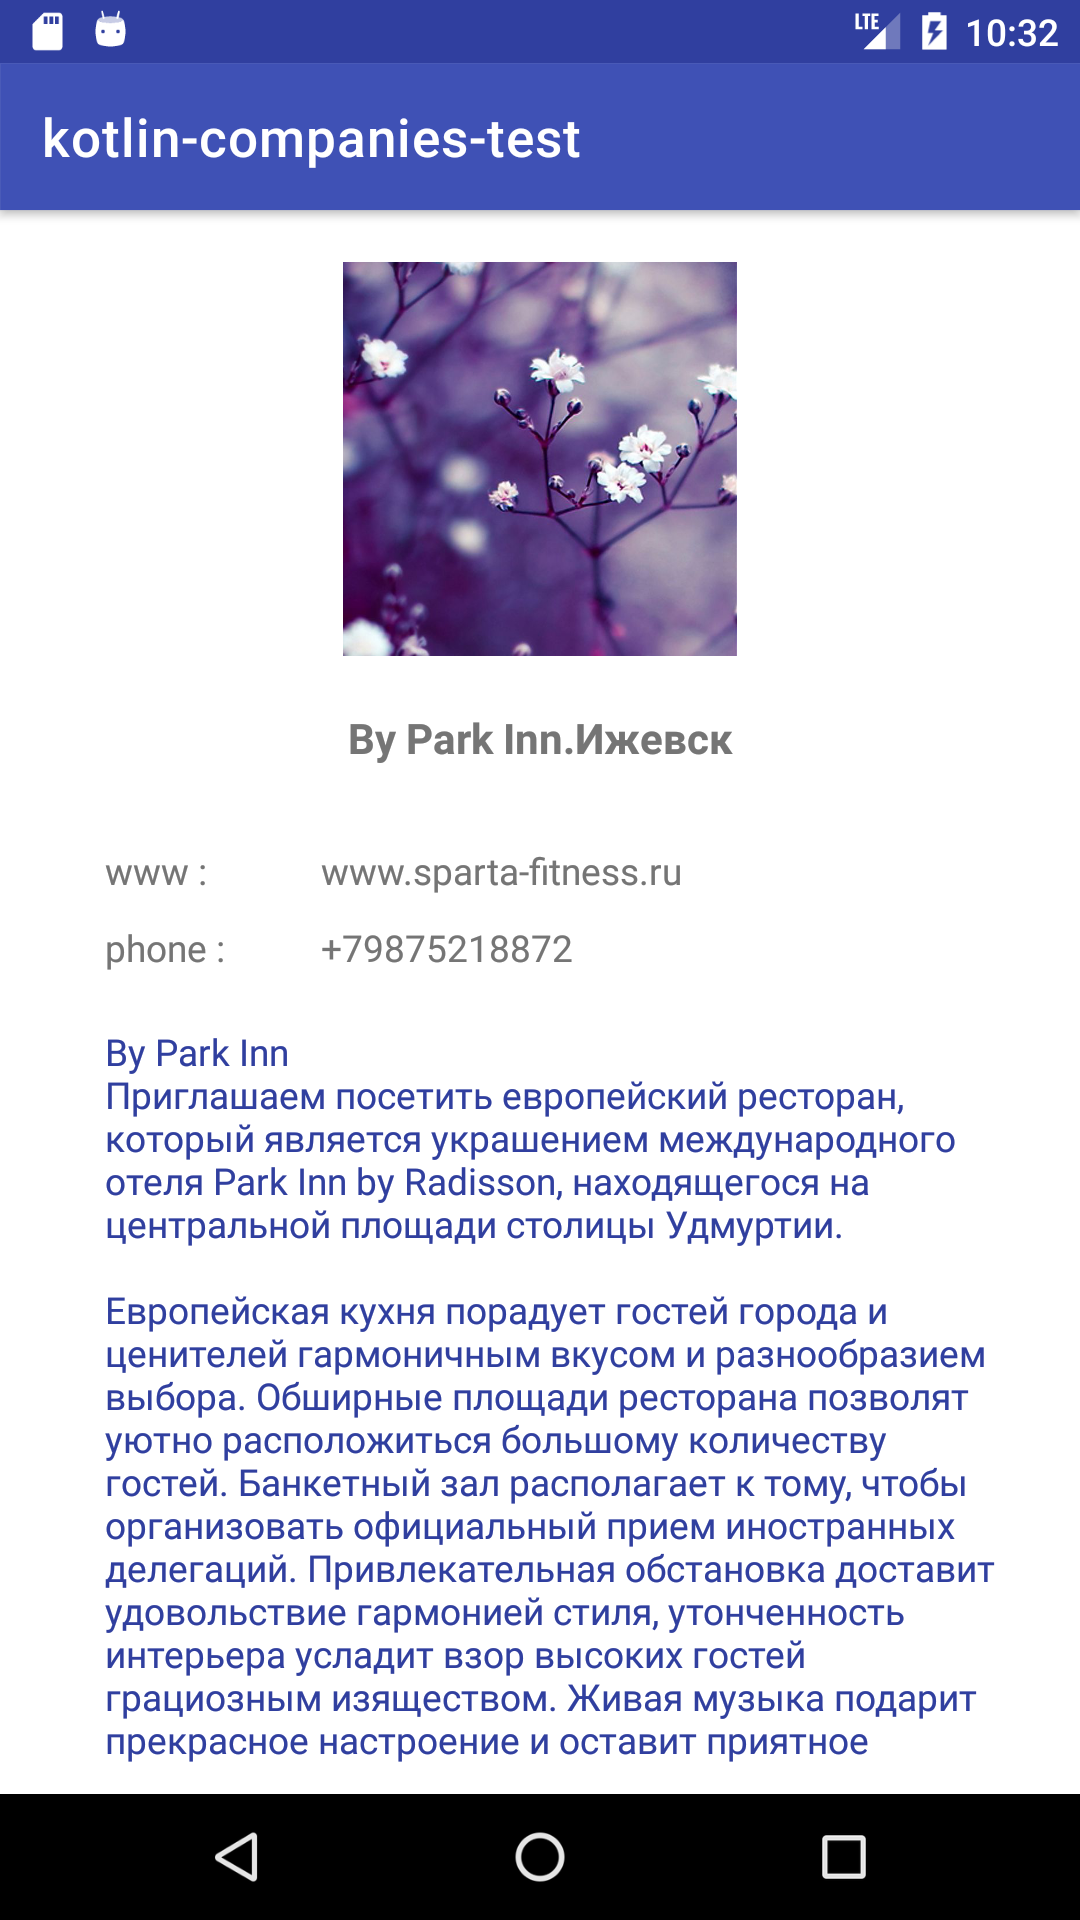 LTE 10:32
kotlin-companies-test
By Park Inn.Ижевск
www : www.sparta-fitness.ru
phone : +79875218872
By Park Inn
Приглашаем посетить европейский ресторан,
который является украшением международного
отеля Park Inn by Radisson, находящегося на
центральной площади столицы Удмуртии.
Европейская кухня порадует гостей города и
ценителей гармоничным вкусом и разнообразием
выбора. Обширные площади ресторана позволят
уютно расположиться большому количеству
гостей. Банкетный зал располагает к тому, чтобы
организовать официальный прием иностранных
делегаций. Привлекательная обстановка доставит
удовольствие гармонией стиля, утонченность
интерьера усладит взор высоких гостей
грациозным изяществом. Живая музыка подарит
прекрасное настроение и оставит приятное